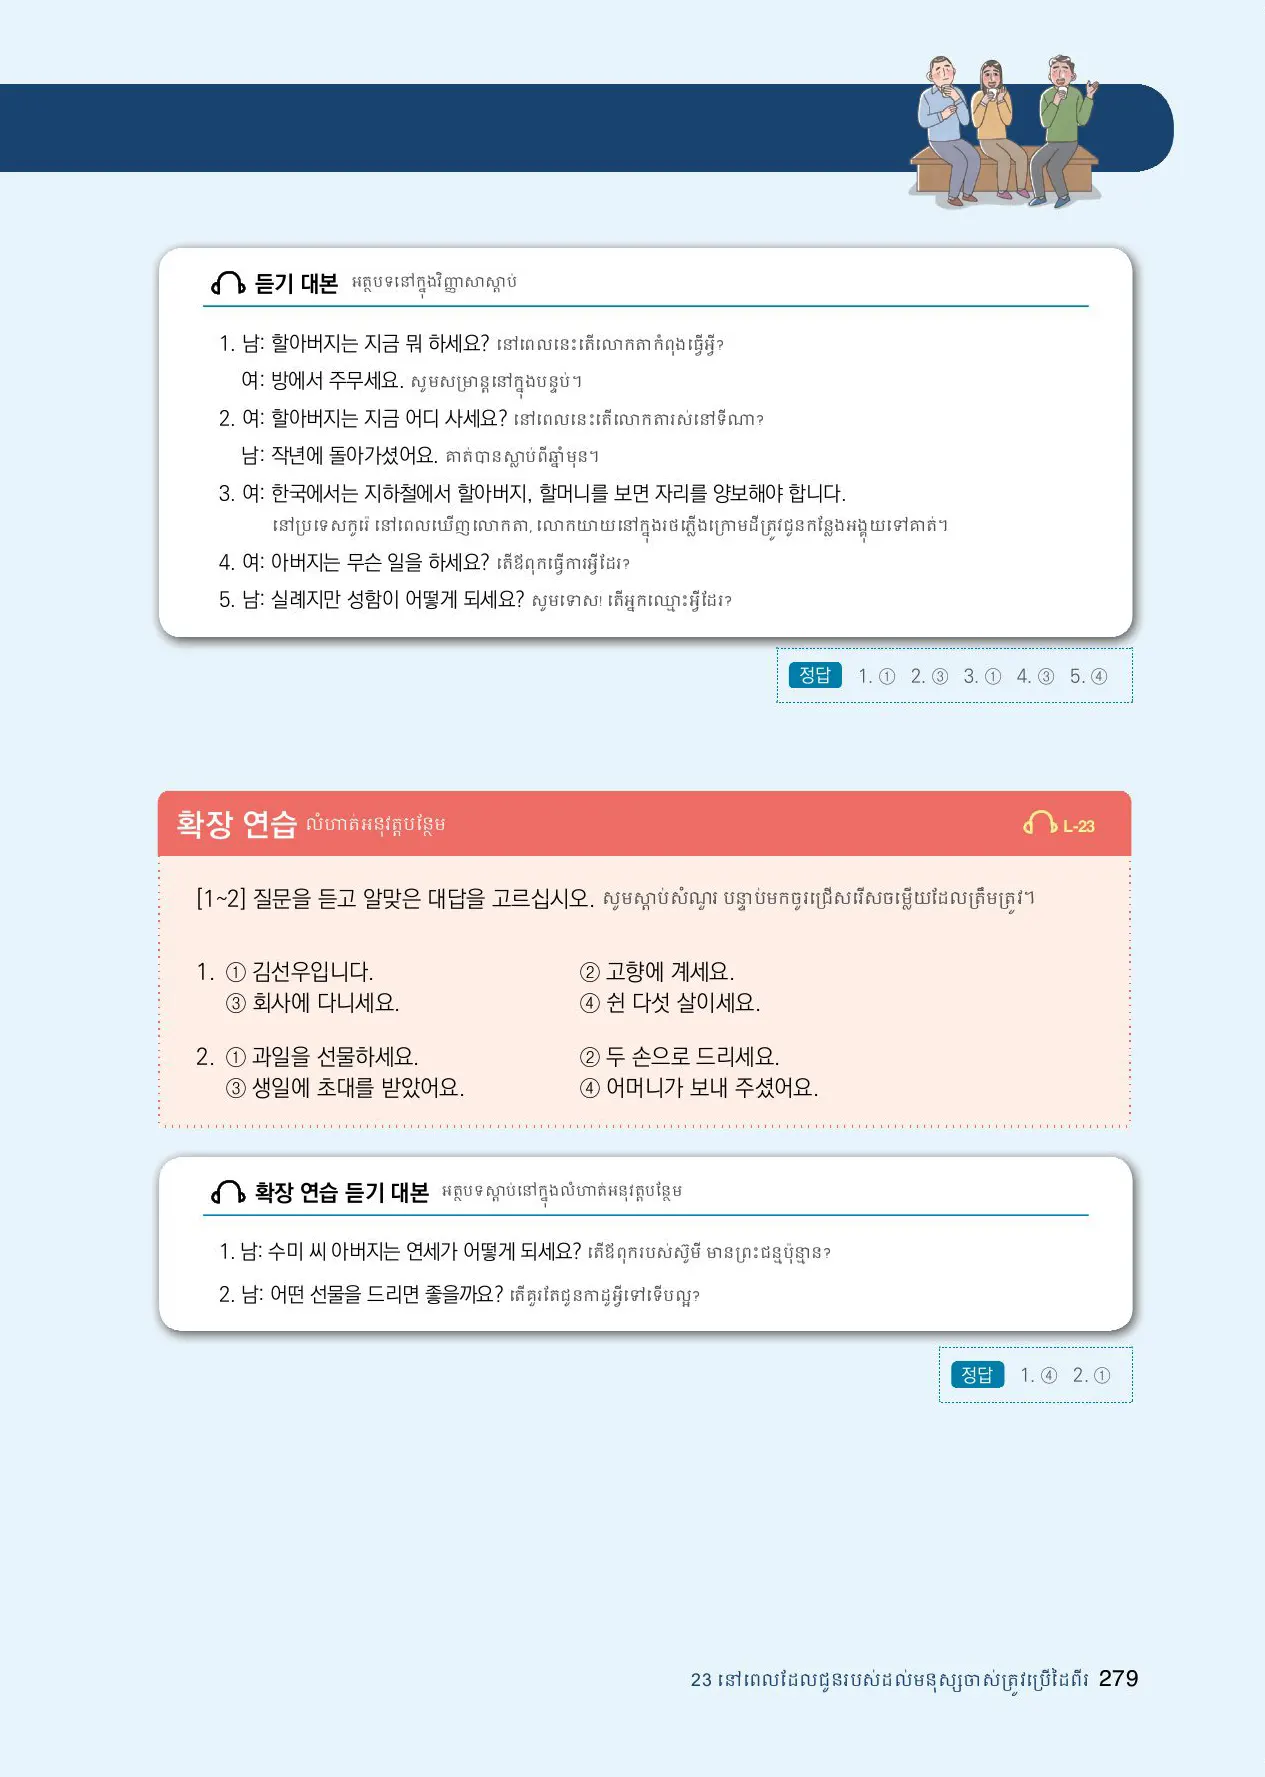 듣기 대본 អត្ថបទនៅក្នុងវិញ្ញាសាស្តាប់
1. 남: 할아버지는 지금 뭐 하세요? នៅពេលនេះតើលោកតាកំពុងធ្វើអ្វី?
여: 방에서 주무세요. សូមសម្រាន្តនៅក្នុងបន្ទប់។
2. 여: 할아버지는 지금 어디 사세요? នៅពេលនេះតើលោកតារស់នៅទីណា?
남: 작년에 돌아가셨어요. គាត់បានស្លាប់ពីឆ្នាំមុន។
3. 여: 한국에서는 지하철에서 할아버지, 할머니를 보면 자리를 양보해야 합니다.
នៅប្រទេសកូរ៉េ នៅពេលឃើញលោកតា, លោកយាយនៅក្នុងរថភ្លើងក្រោមដីត្រូវជូនកន្លែងអង្គុយទៅគាត់។
4. 여: 아버지는 무슨 일을 하세요? តើឪពុកធ្វើការអ្វីដែរ?
5. 남: 실례지만 성함이 어떻게 되세요? សូមទោស! តើអ្នកឈ្មោះអ្វីដែរ?
정답 1. ① 2. ③ 3. ① 4. ③ 5. ④
확장 연습 លំហាត់អនុវត្តបន្ថែម L-23
[1~2] 질문을 듣고 알맞은 대답을 고르십시오. សូមស្តាប់សំណួរ បន្ទាប់មកចូរជ្រើសរើសចម្លើយដែលត្រឹមត្រូវ។
1. ① 김선우입니다. ② 고향에 계세요.
③ 회사에 다니세요. ④ 쉰 다섯 살이세요.
2. ① 과일을 선물하세요. ② 두 손으로 드리세요.
③ 생일에 초대를 받았어요. ④ 어머니가 보내 주셨어요.
확장 연습 듣기 대본 អត្ថបទស្តាប់នៅក្នុងលំហាត់អនុវត្តបន្ថែម
1. 남: 수미 씨 아버지는 연세가 어떻게 되세요? តើឪពុករបស់ស៊ូមី មានព្រះជន្មប៉ុន្មាន?
2. 남: 어떤 선물을 드리면 좋을까요? តើគួរតែជូនកាដូអ្វីទៅទើបល្អ?
정답 1. ④ 2. ①
23 នៅពេលដែលជូនរបស់ដល់មនុស្សចាស់ត្រូវប្រើដៃពីរ 279